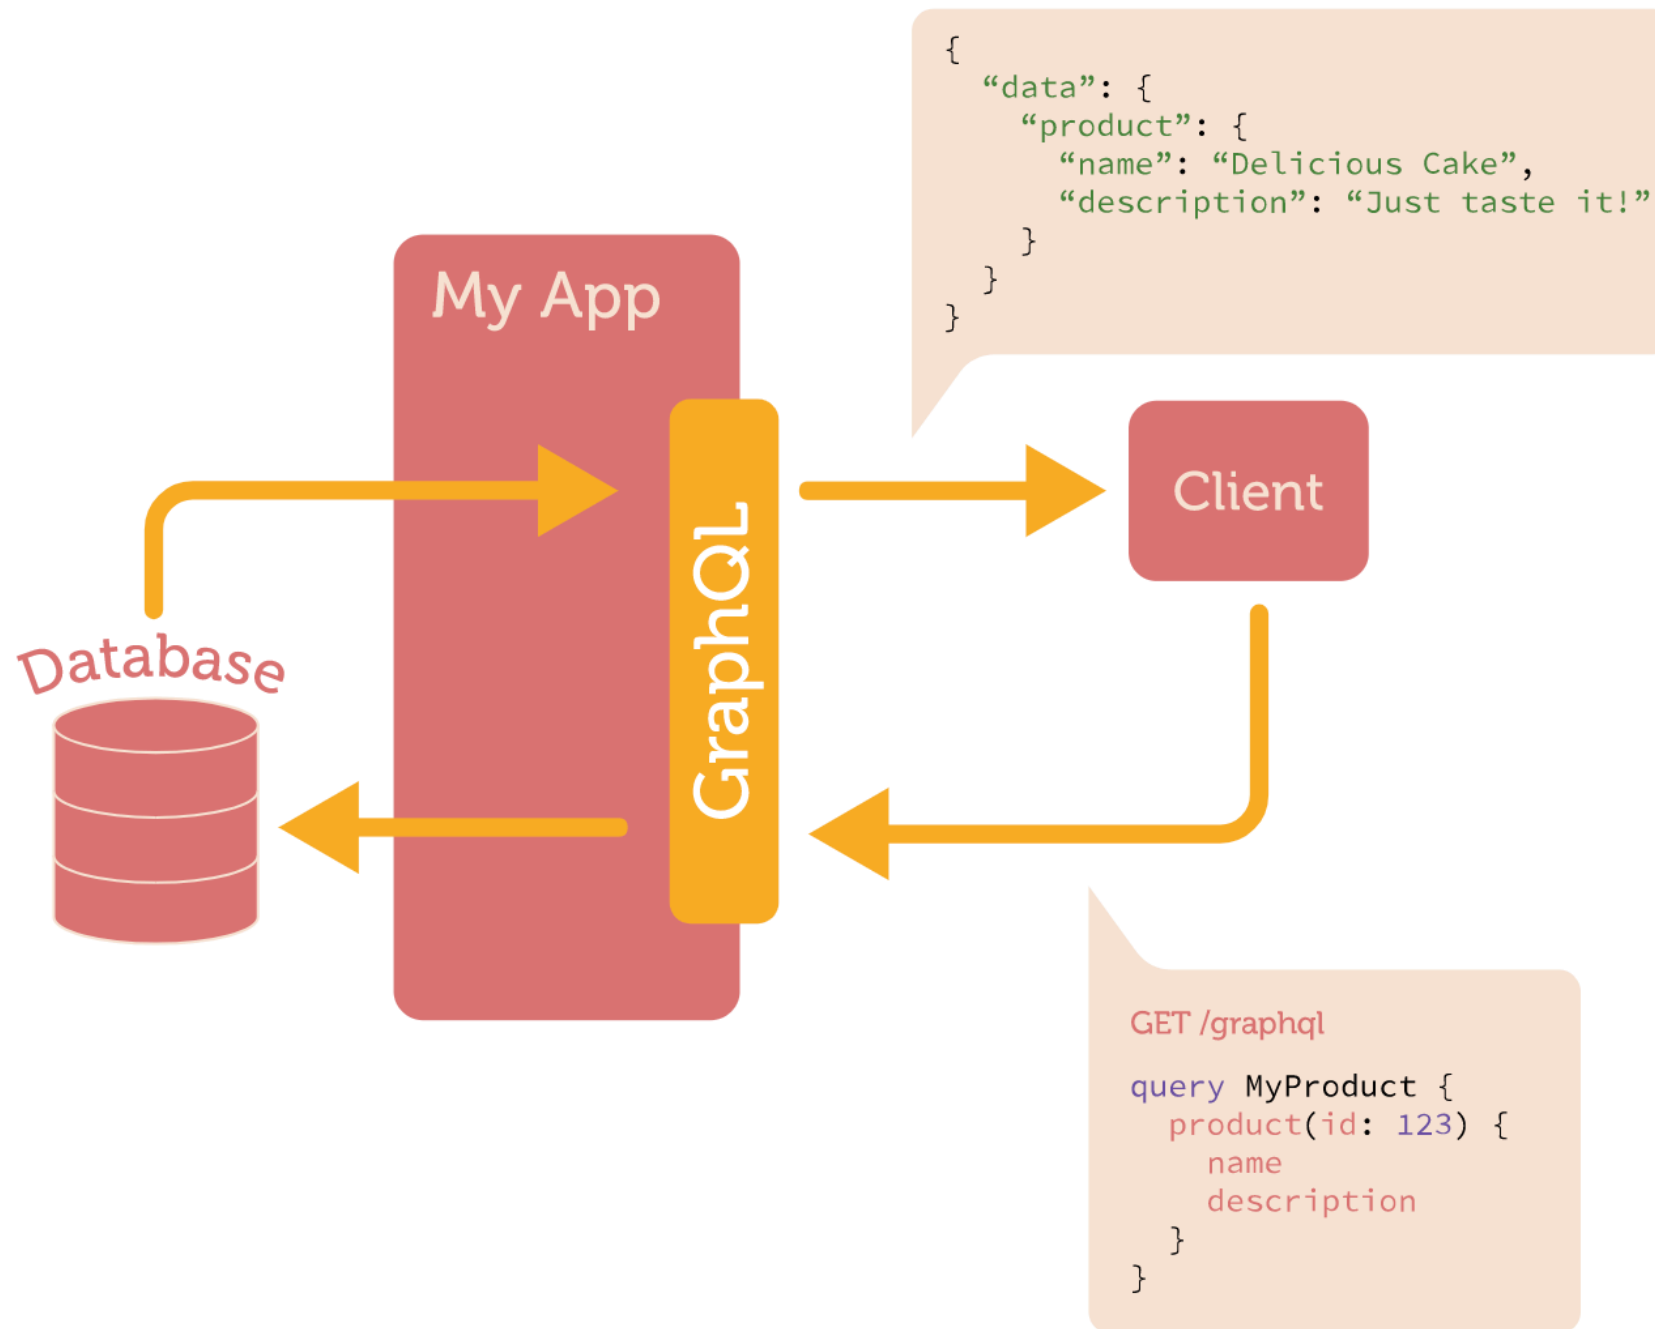 {
“data”: {
“product”: {
“name”: “Delicious Cake”,
“description”: “Just taste it!”
}
}
}
My App
GraphQL
Client
Database
GET /graphql
query MyProduct {
product(id: 123) {
name
description
}
}